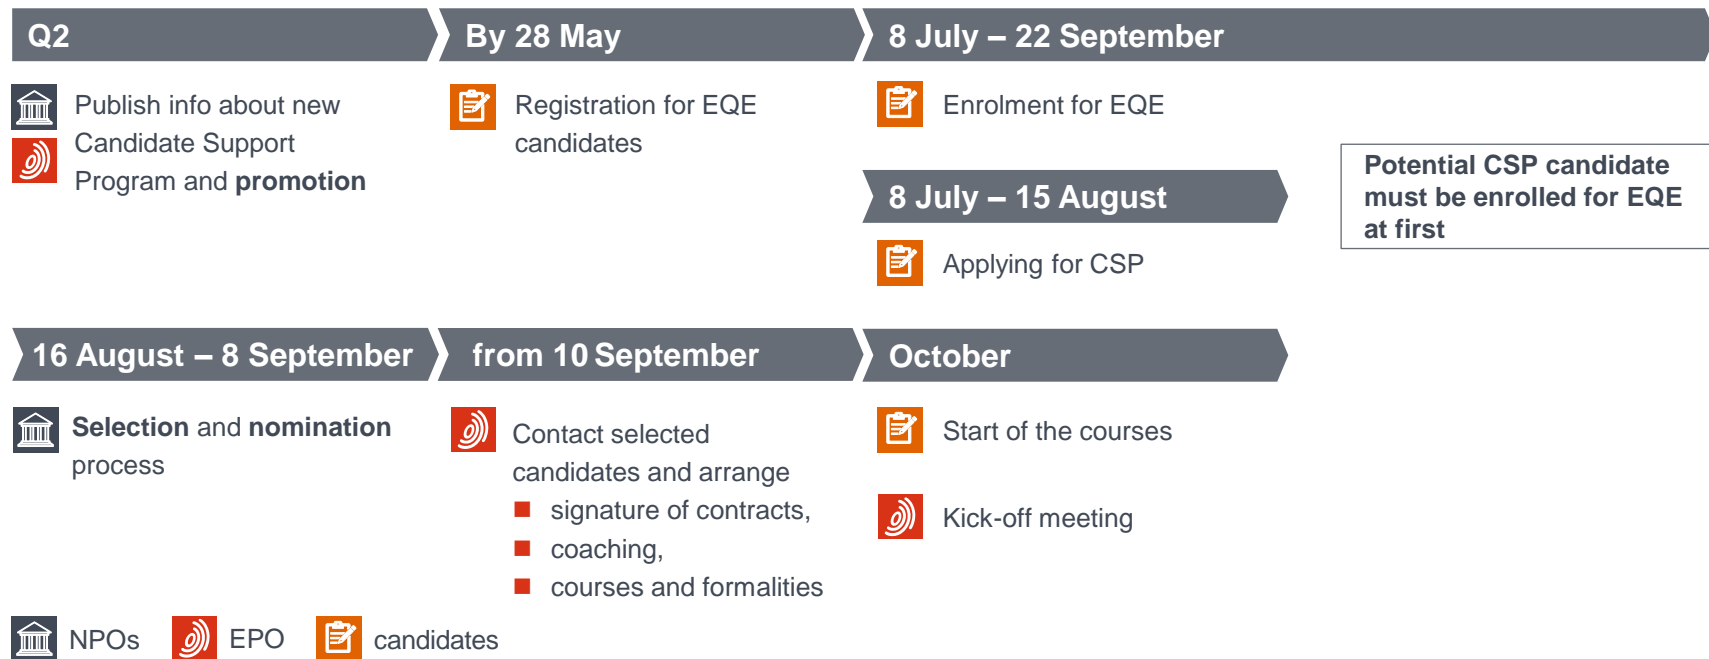 Q2
By 28 May
8 July – 22 September
Publish info about new
Candidate Support
Program and promotion
Registration for EQE
candidates
Enrolment for EQE
8 July – 15 August
Applying for CSP
Potential CSP candidate
must be enrolled for EQE
at first
16 August – 8 September
from 10 September
October
Selection and nomination
process
Contact selected
candidates and arrange
signature of contracts,
coaching,
courses and formalities
Start of the courses
Kick-off meeting
NPOs
EPO
candidates